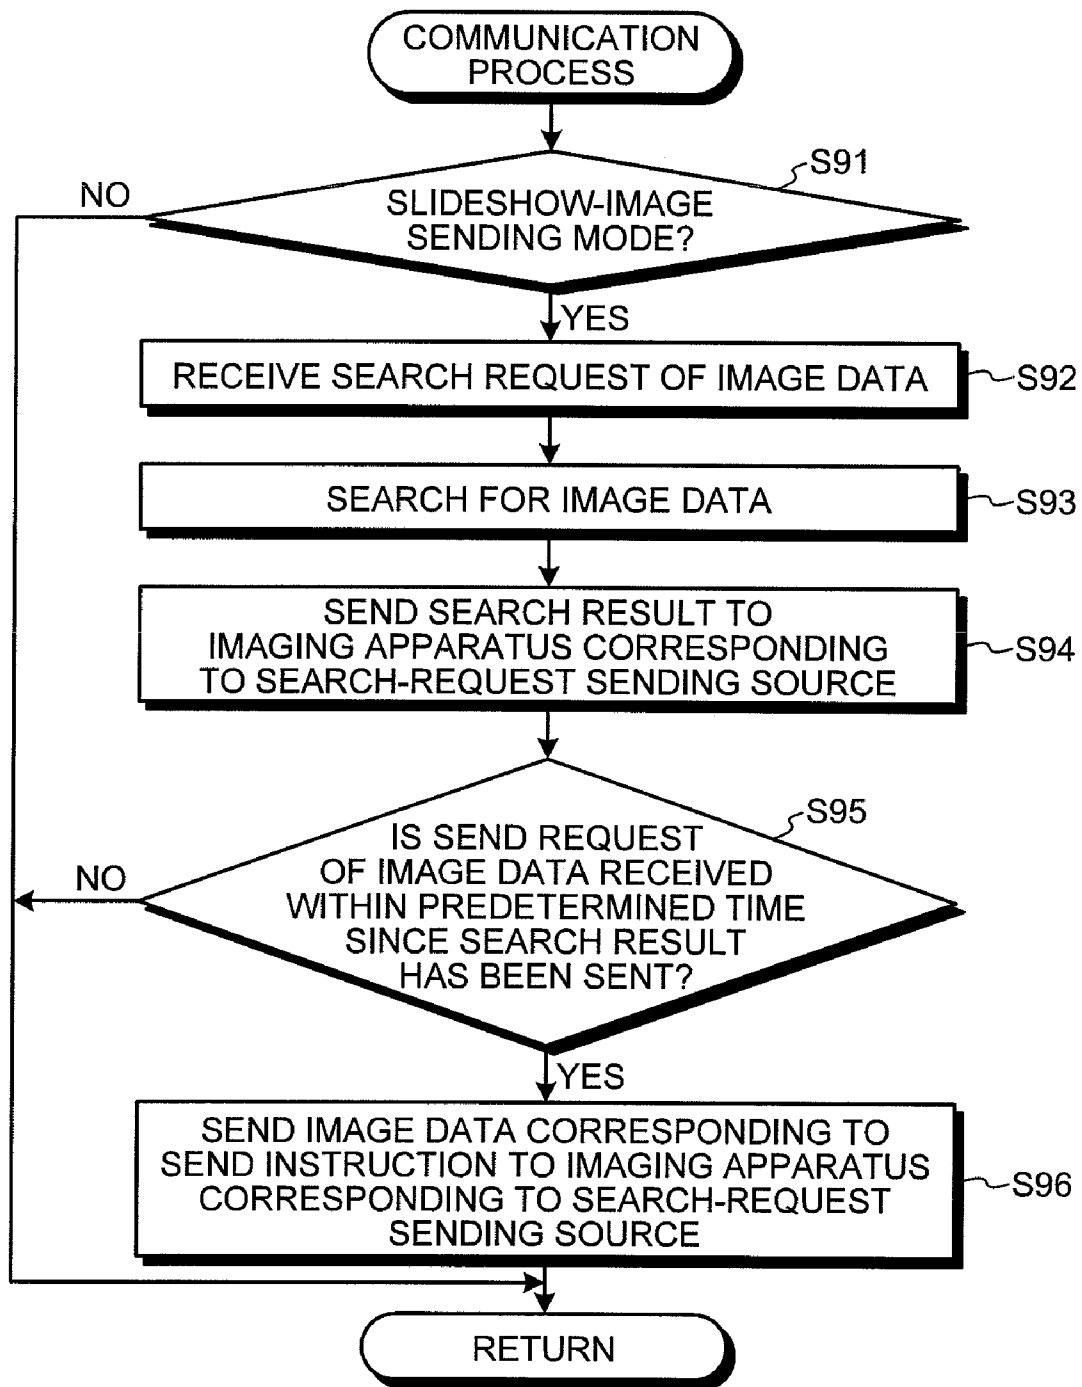 COMMUNICATION
PROCESS
S91
NO
SLIDESHOW-IMAGE
SENDING MODE?
YES
RECEIVE SEARCH REQUEST OF IMAGE DATA
S92
SEARCH FOR IMAGE DATA
S93
SEND SEARCH RESULT TO
IMAGING APPARATUS CORRESPONDING
TO SEARCH-REQUEST SENDING SOURCE
S94
S95
IS SEND REQUEST
OF IMAGE DATA RECEIVED
WITHIN PREDETERMINED TIME
SINCE SEARCH RESULT
HAS BEEN SENT?
NO
YES
SEND IMAGE DATA CORRESPONDING TO
SEND INSTRUCTION TO IMAGING APPARATUS
CORRESPONDING TO SEARCH-REQUEST
SENDING SOURCE
S96
RETURN